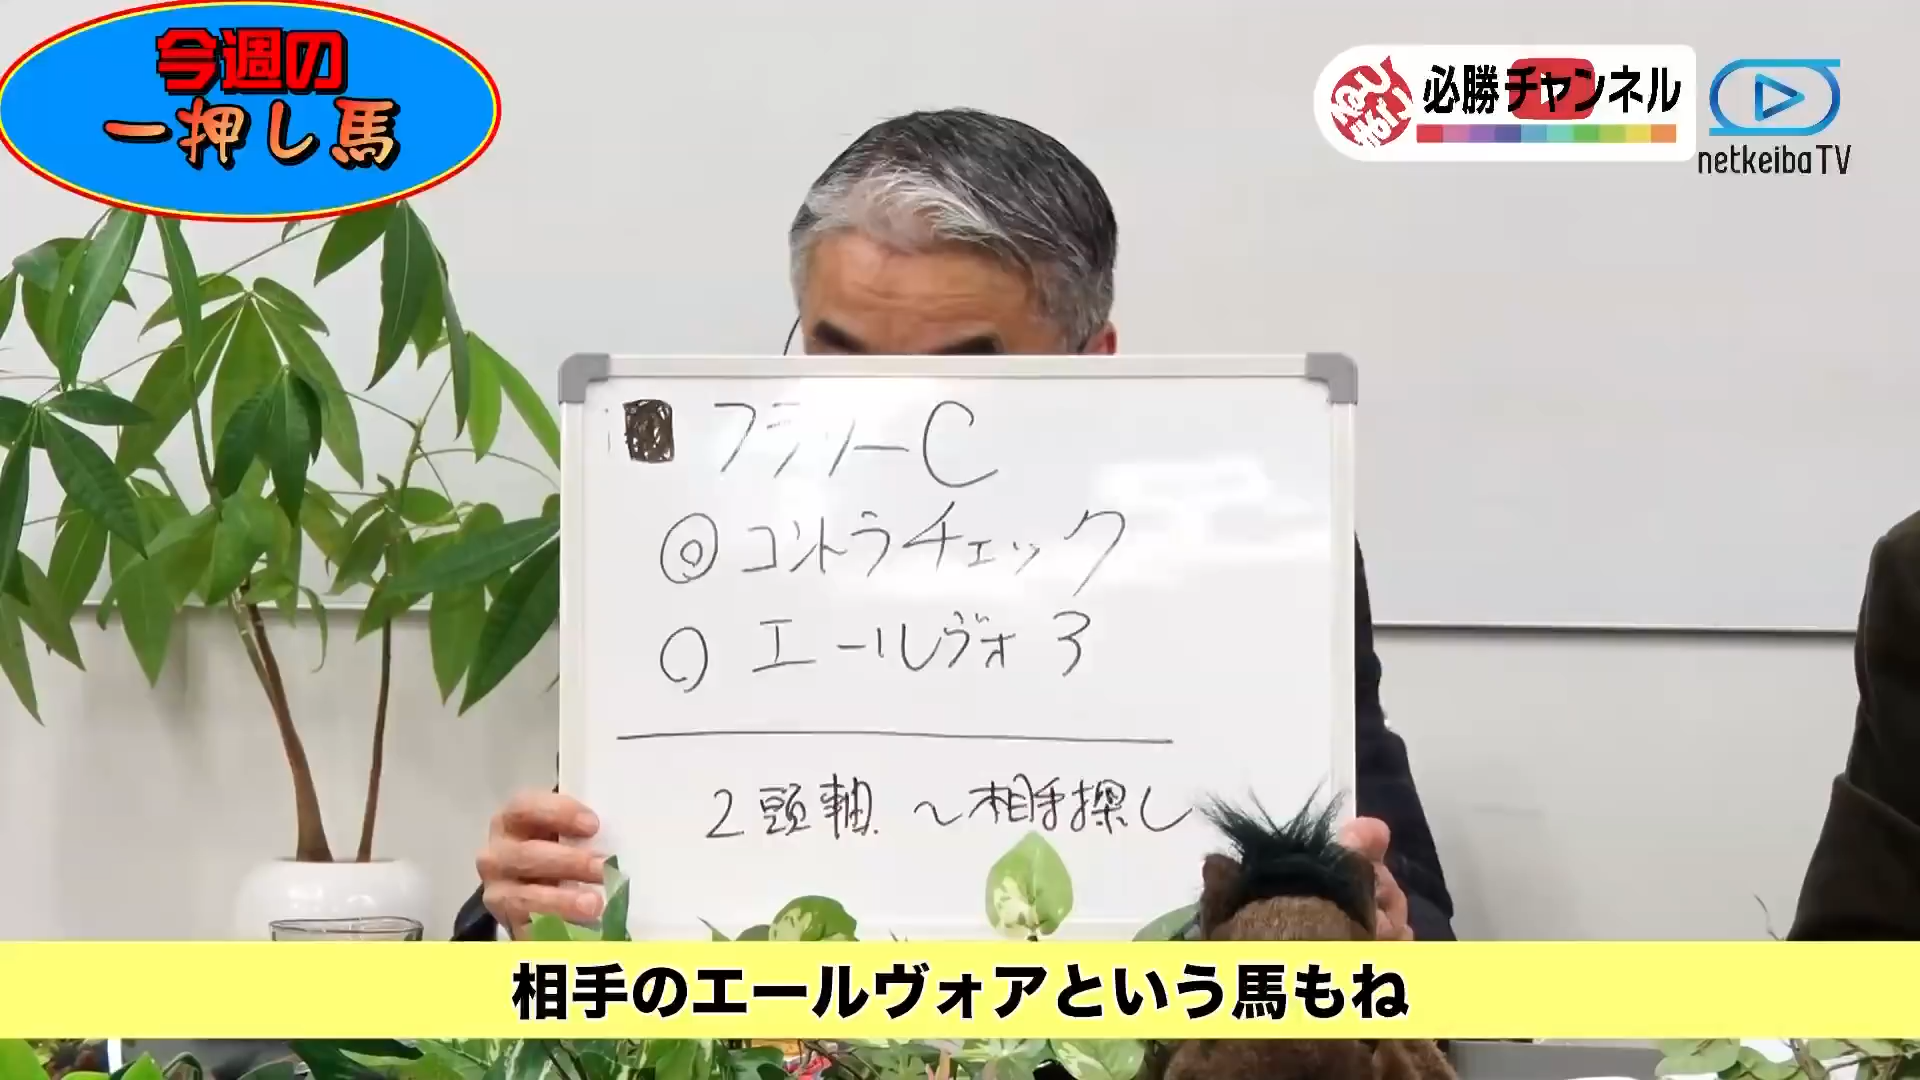 今週の
一押し馬
必勝チャンネル
netkeibaTV
フラワーC
◎コントラチェック
○エールヴォア
2頭軸〜相手探し
相手のエールヴォアという馬もね